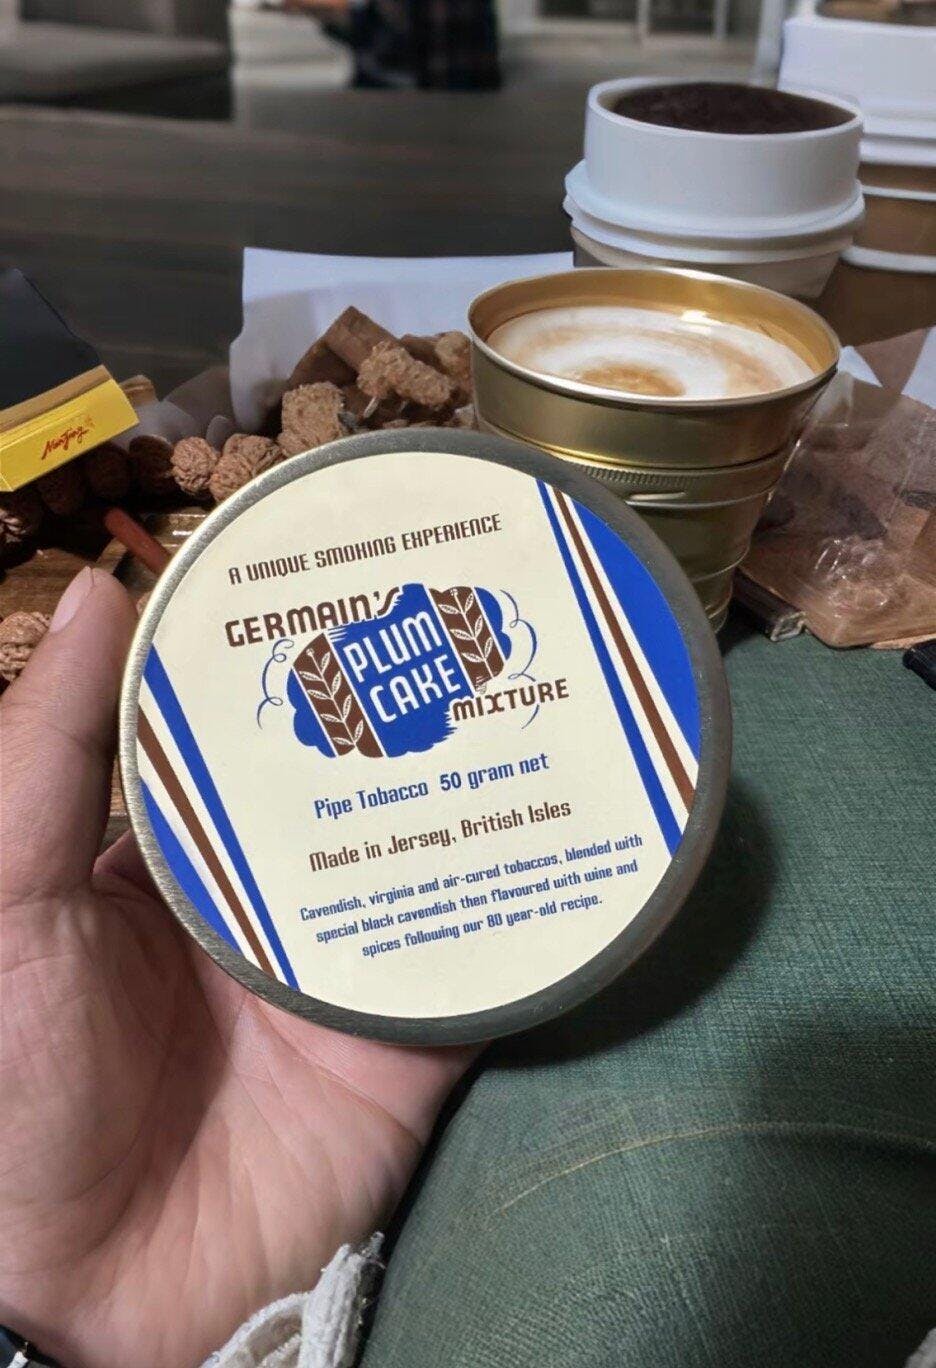 NanJing
A UNIQUE SMOKING EXPERIENCE
GERMAIN'S
PLUM
CAKE
MIXTURE
Pipe Tobacco 50 gram net
Made in Jersey, British Isles
Cavendish, virginia and air-cured tobaccos, blended with
special black cavendish then flavoured with wine and
spices following our 80 year-old recipe.